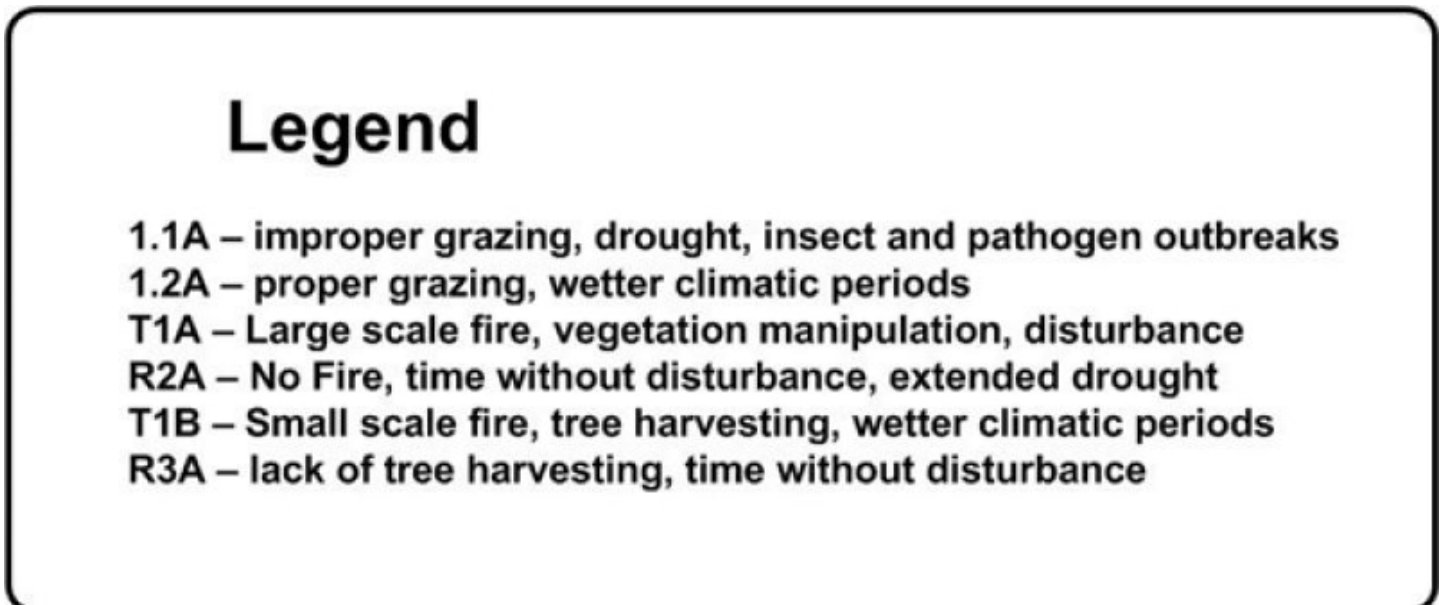 Legend
1.1A – improper grazing, drought, insect and pathogen outbreaks
1.2A – proper grazing, wetter climatic periods
T1A – Large scale fire, vegetation manipulation, disturbance
R2A – No Fire, time without disturbance, extended drought
T1B – Small scale fire, tree harvesting, wetter climatic periods
R3A – lack of tree harvesting, time without disturbance